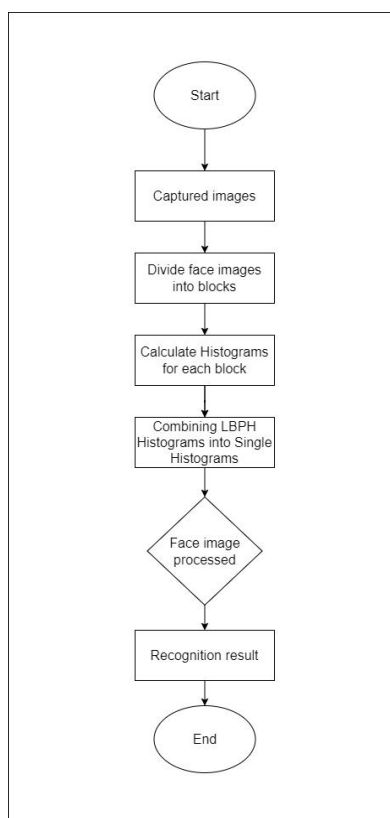 Start
Captured images
Divide face images
into blocks
Calculate Histograms
for each block
Combining LBPH
Histograms into Single
Histograms
Face image
processed
Recognition result
End